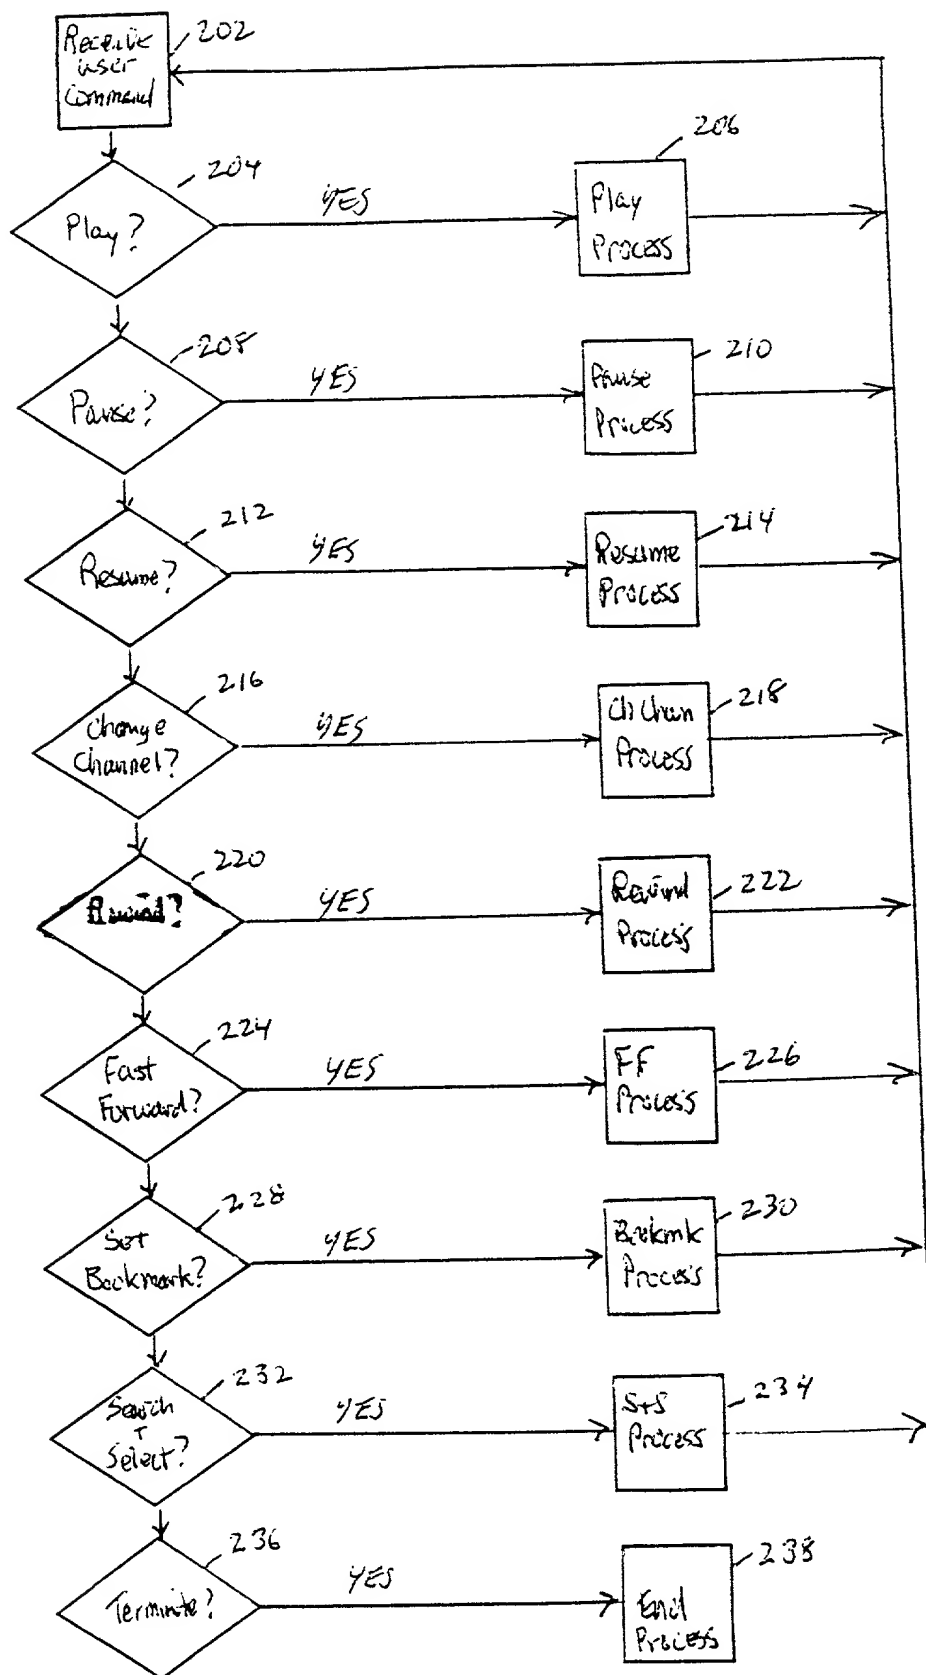 Receive
user
Command
202
204
Play?
YES
206
Play
Process
208
Pause?
YES
210
Pause
Process
212
Resume?
YES
214
Resume
Process
216
Change
Channel?
YES
218
Ch Chan
Process
220
Rewind?
YES
222
Rewind
Process
224
Fast
Forward?
YES
226
FF
Process
228
Set
Bookmark?
YES
230
Bookmk
Process
232
Search
+
Select?
YES
234
S+S
Process
236
Terminate?
YES
238
End
Process